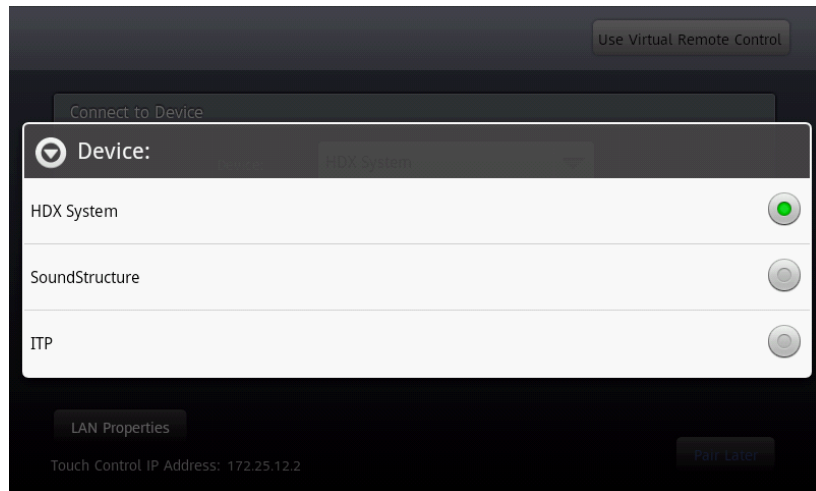 Use Virtual Remote Control
Connect to Device
Device:
HDX System
HDX System
SoundStructure
ITP
LAN Properties
Pair Later
Touch Control IP Address: 172.25.12.2